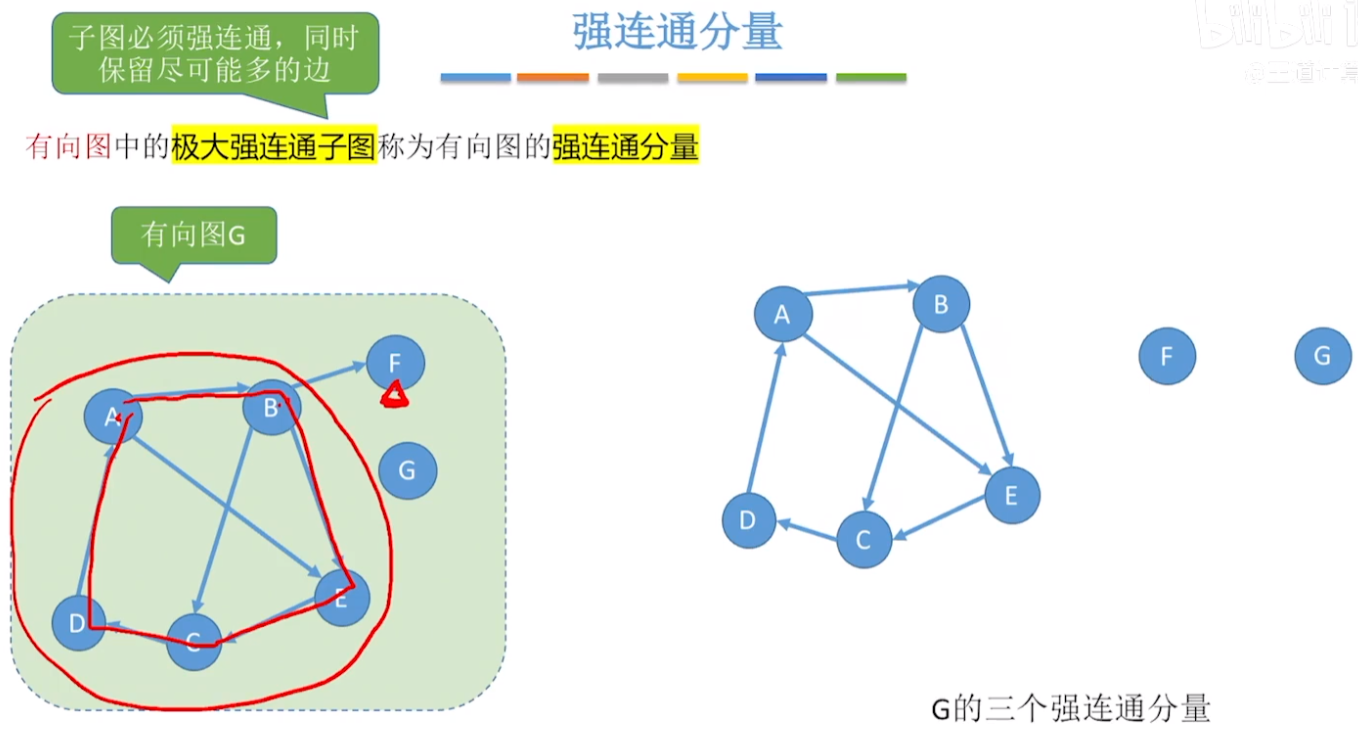 强连通分量
bilibili
子图必须强连通，同时
保留尽可能多的边
有向图中的极大强连通子图称为有向图的强连通分量
有向图G
A
B
F
G
E
D
C
A
B
F
G
E
D
C
G的三个强连通分量